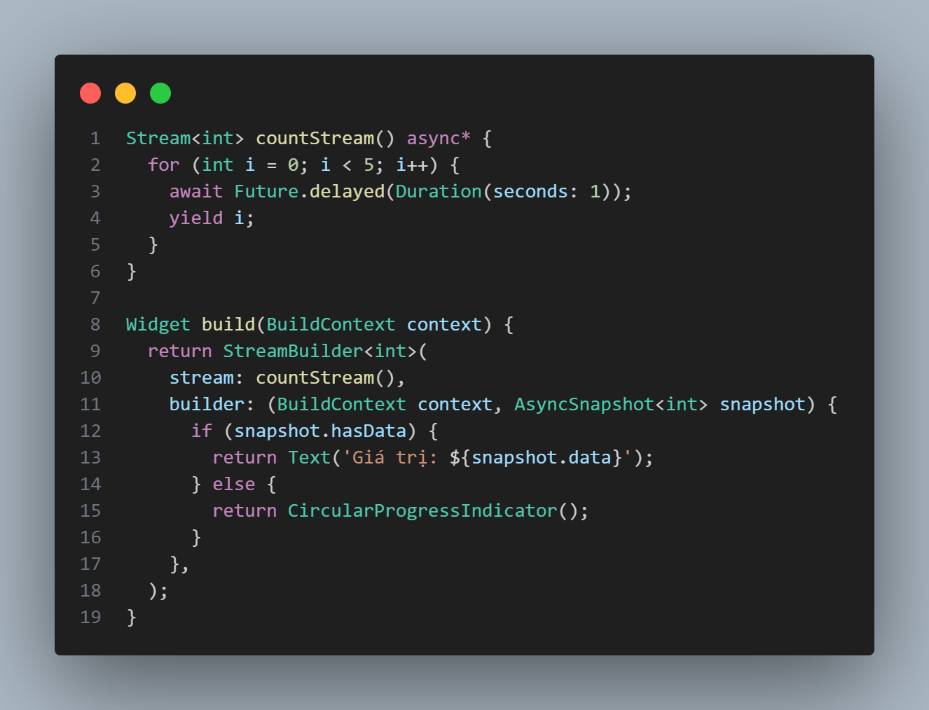 1 Stream<int> countStream() async* {
2   for (int i = 0; i < 5; i++) {
3     await Future.delayed(Duration(seconds: 1));
4     yield i;
5   }
6 }
7
8 Widget build(BuildContext context) {
9   return StreamBuilder<int>(
10     stream: countStream(),
11     builder: (BuildContext context, AsyncSnapshot<int> snapshot) {
12       if (snapshot.hasData) {
13         return Text('Giá trị: ${snapshot.data}');
14       } else {
15         return CircularProgressIndicator();
16       }
17     },
18   );
19 }